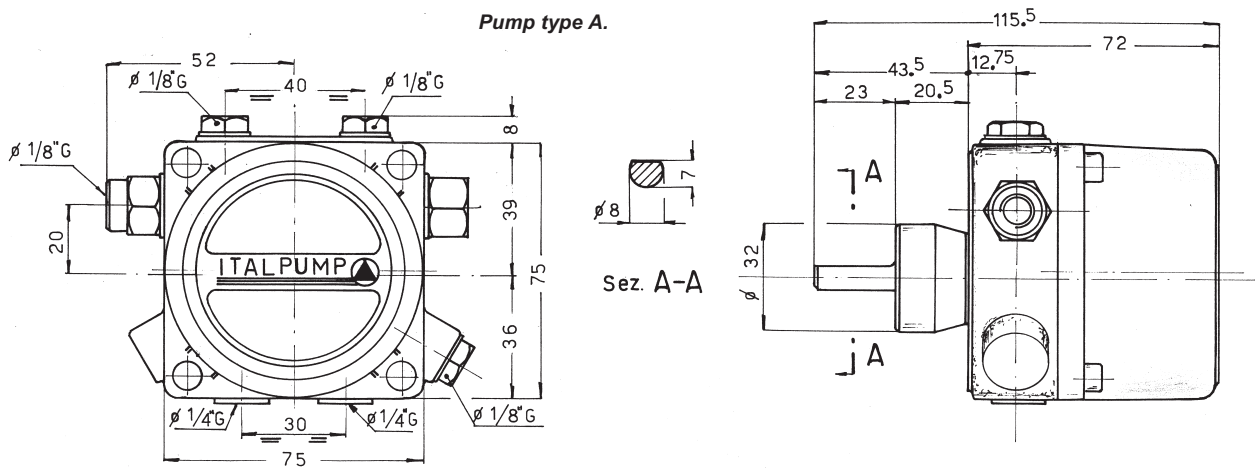 Pump type A.
52
ø 1/8"G
40
ø 1/8"G
8
ø 1/8"G
20
39
75
36
ITALPUMP
ø 1/4"G
30
ø 1/4"G
ø 1/8"G
75
7
ø 8
Sez. A-A
115.5
72
43.5
12.75
23
20.5
A
ø 32
A